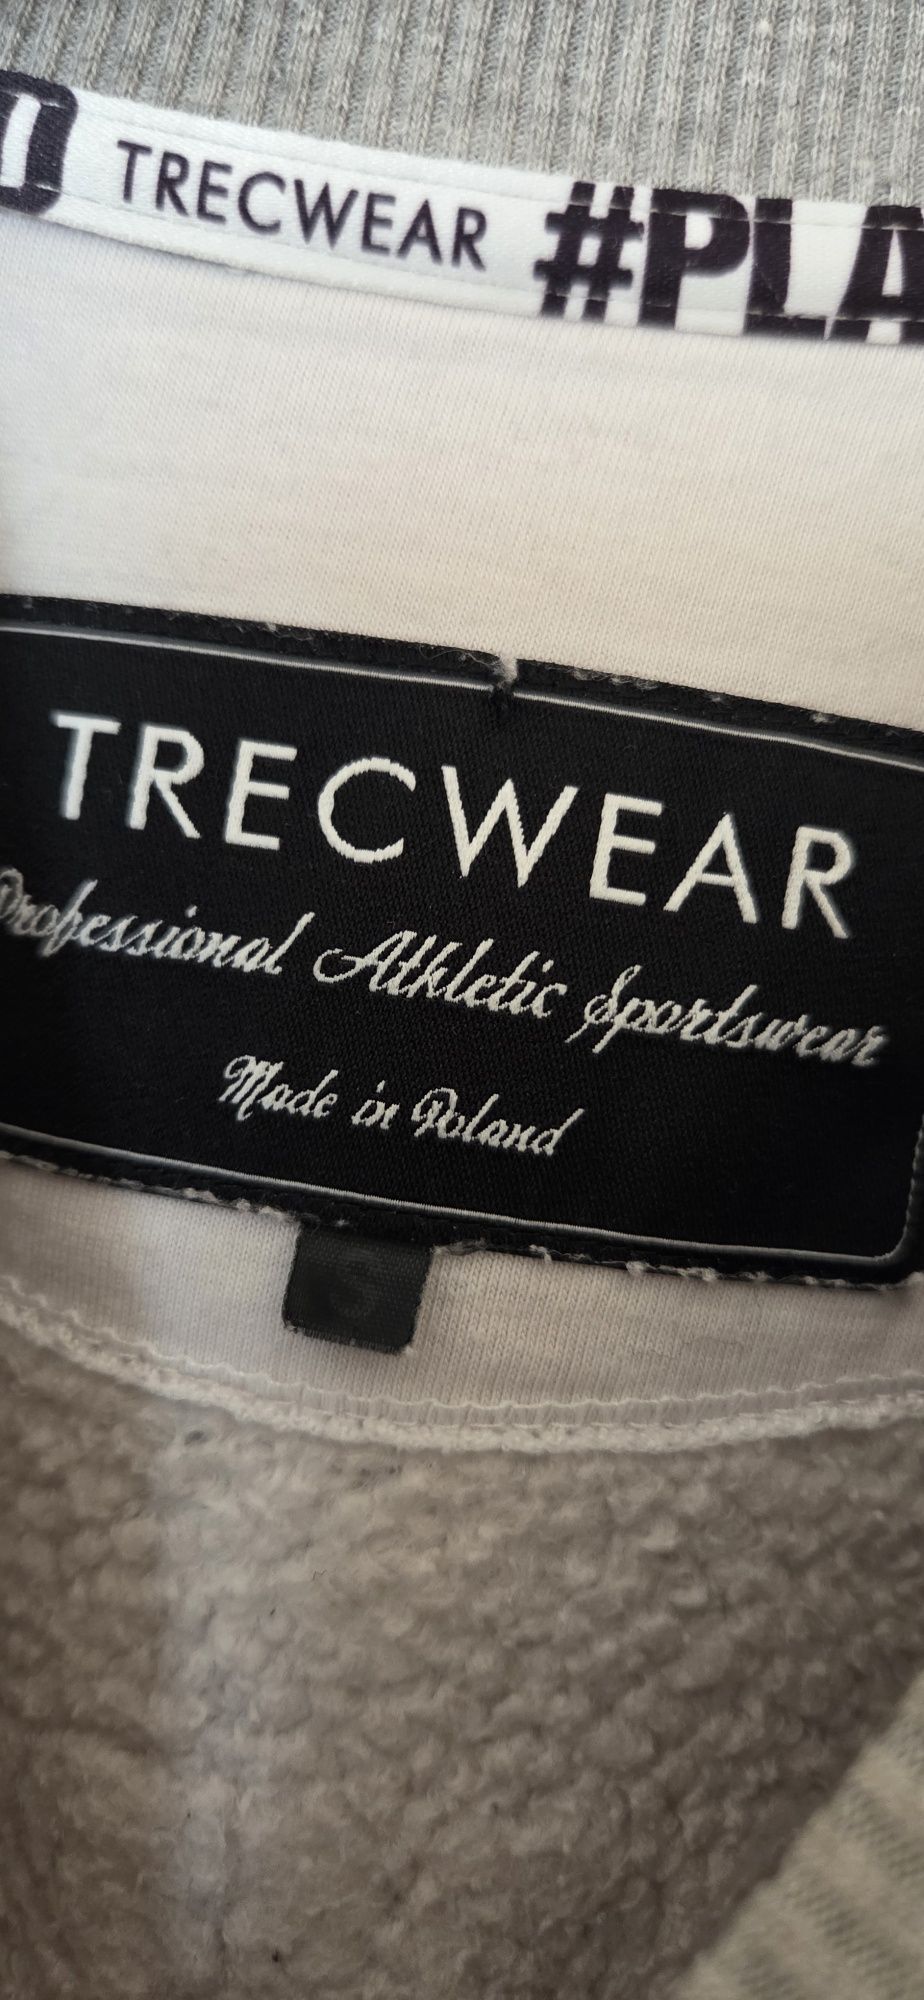 TRECWEAR #PLA
TRECWEAR
Professional Athletic Sportswear
Made in Poland